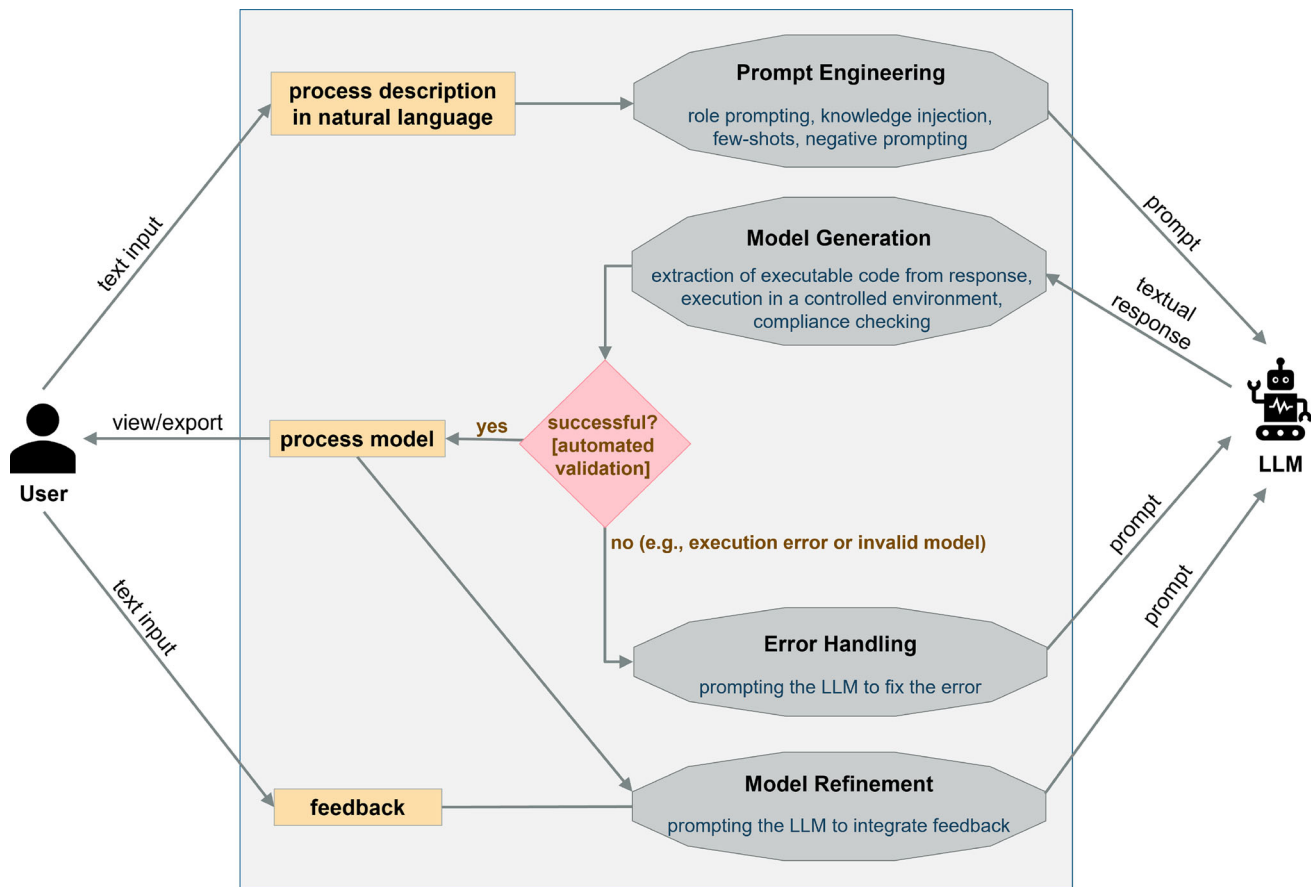 process description
in natural language
Prompt Engineering
role prompting, knowledge injection,
few-shots, negative prompting
text input
prompt
Model Generation
extraction of executable code from response,
execution in a controlled environment,
compliance checking
textual
response
User
view/export
process model
yes
successful?
[automated
validation]
LLM
no (e.g., execution error or invalid model)
prompt
Error Handling
prompting the LLM to fix the error
prompt
text input
feedback
Model Refinement
prompting the LLM to integrate feedback